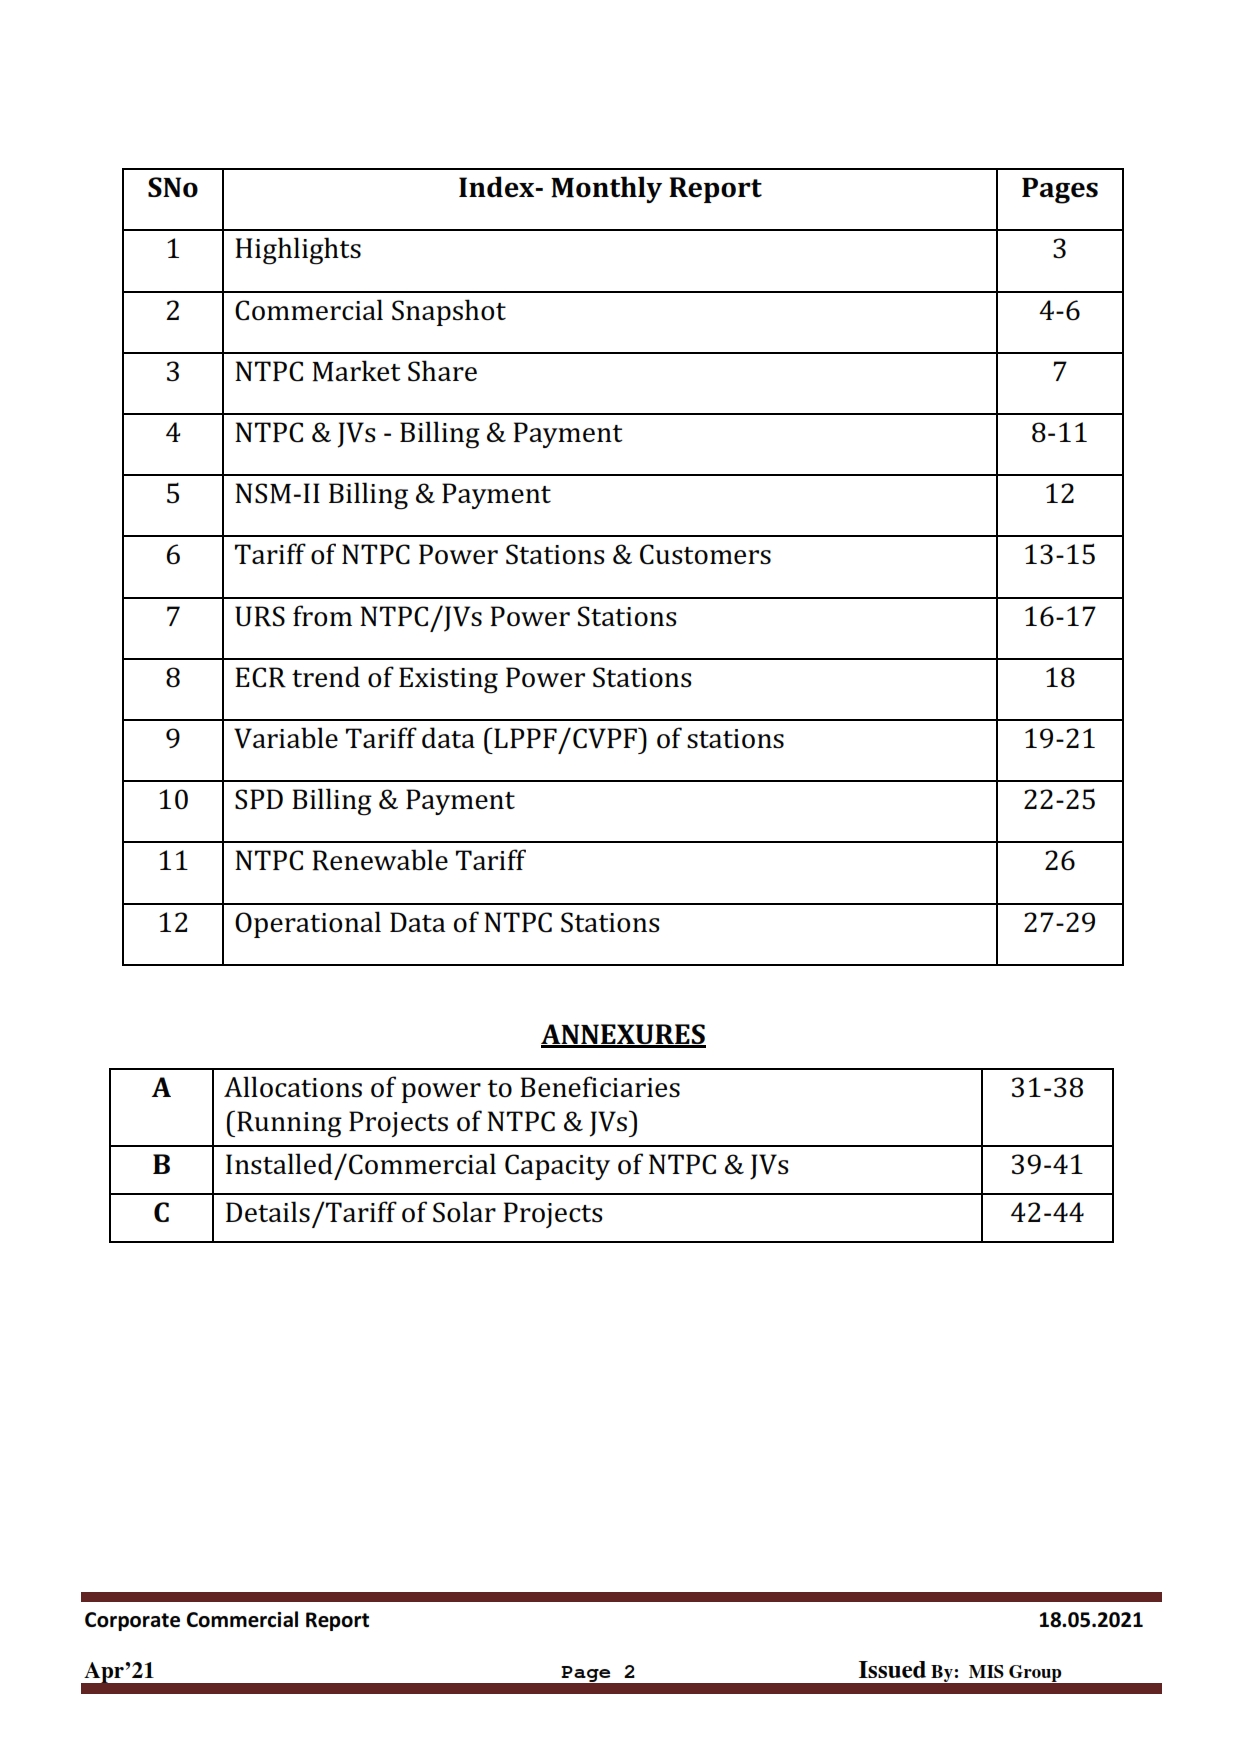 SNo Index- Monthly Report Pages
1 Highlights 3
2 Commercial Snapshot 4-6
3 NTPC Market Share 7
4 NTPC & JVs - Billing & Payment 8-11
5 NSM-II Billing & Payment 12
6 Tariff of NTPC Power Stations & Customers 13-15
7 URS from NTPC/JVs Power Stations 16-17
8 ECR trend of Existing Power Stations 18
9 Variable Tariff data (LPPF/CVPF) of stations 19-21
10 SPD Billing & Payment 22-25
11 NTPC Renewable Tariff 26
12 Operational Data of NTPC Stations 27-29
ANNEXURES
A Allocations of power to Beneficiaries 31-38
(Running Projects of NTPC & JVs)
B Installed/Commercial Capacity of NTPC & JVs 39-41
C Details/Tariff of Solar Projects 42-44
Corporate Commercial Report 18.05.2021
Apr’21 Page 2 Issued By: MIS Group